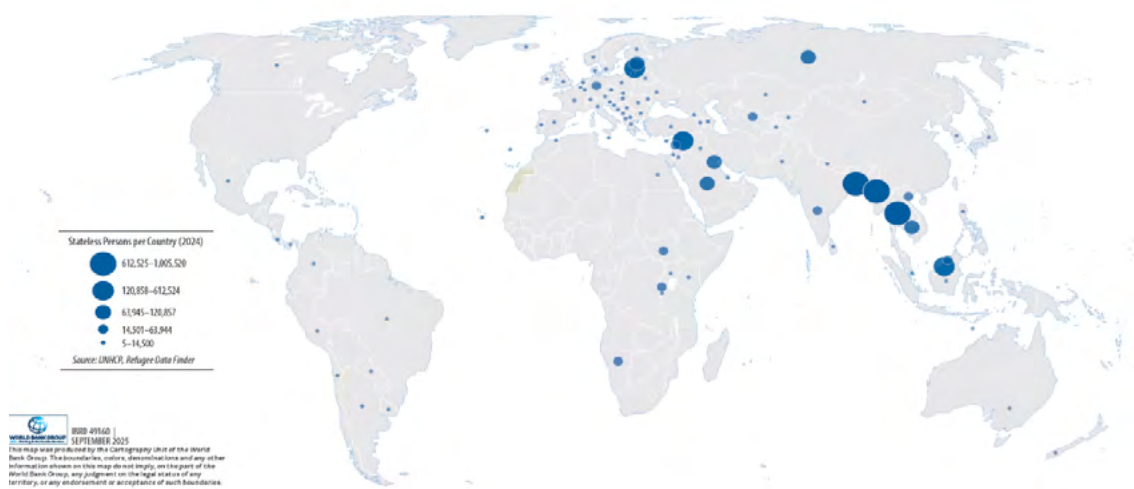 Stateless Persons per Country (2024)
612,525–1,005,520
120,858–612,524
63,945–120,857
14,501–63,944
5–14,500
Source: UNHCP, Refugee Data Finder
WORLD BANK GROUP
IBRD 49160 |
SEPTEMBER 2025
This map was produced by the Cartography Unit of the World
Bank Group. The boundaries, colors, denominations and any other
information shown on this map do not imply, on the part of the
World Bank Group, any judgment on the legal status of any
territory, or any endorsement or acceptance of such boundaries.